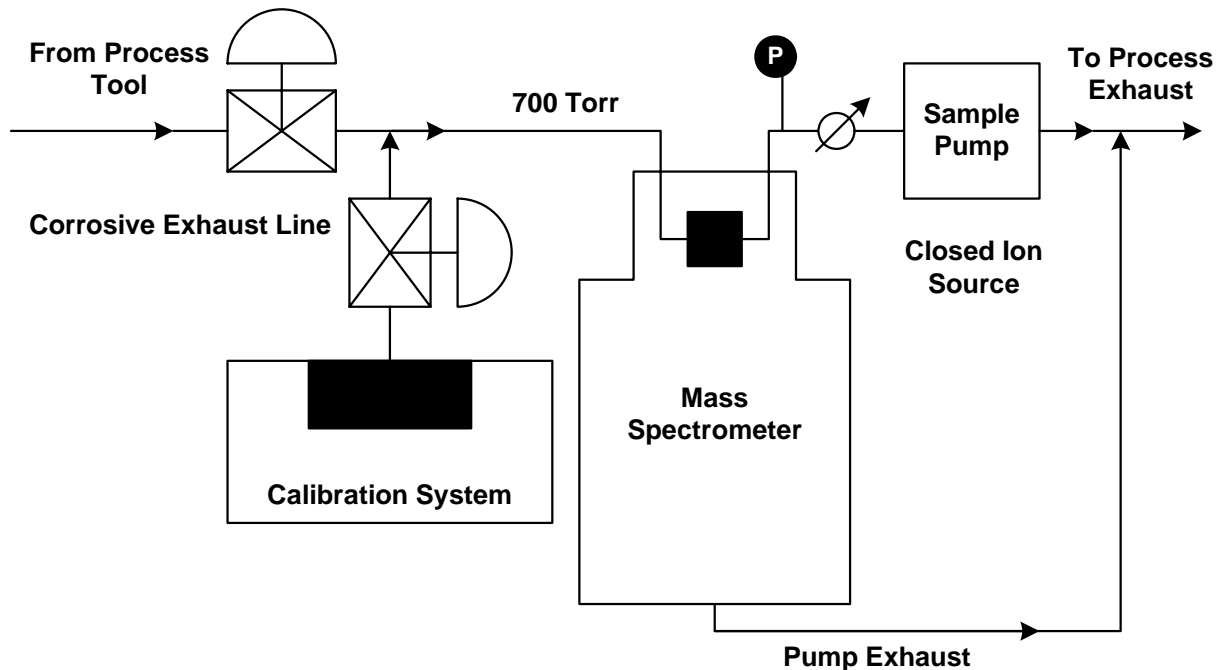 From Process
Tool
700 Torr
P
Sample
Pump
To Process
Exhaust
Corrosive Exhaust Line
Closed Ion
Source
Mass
Spectrometer
Calibration System
Pump Exhaust